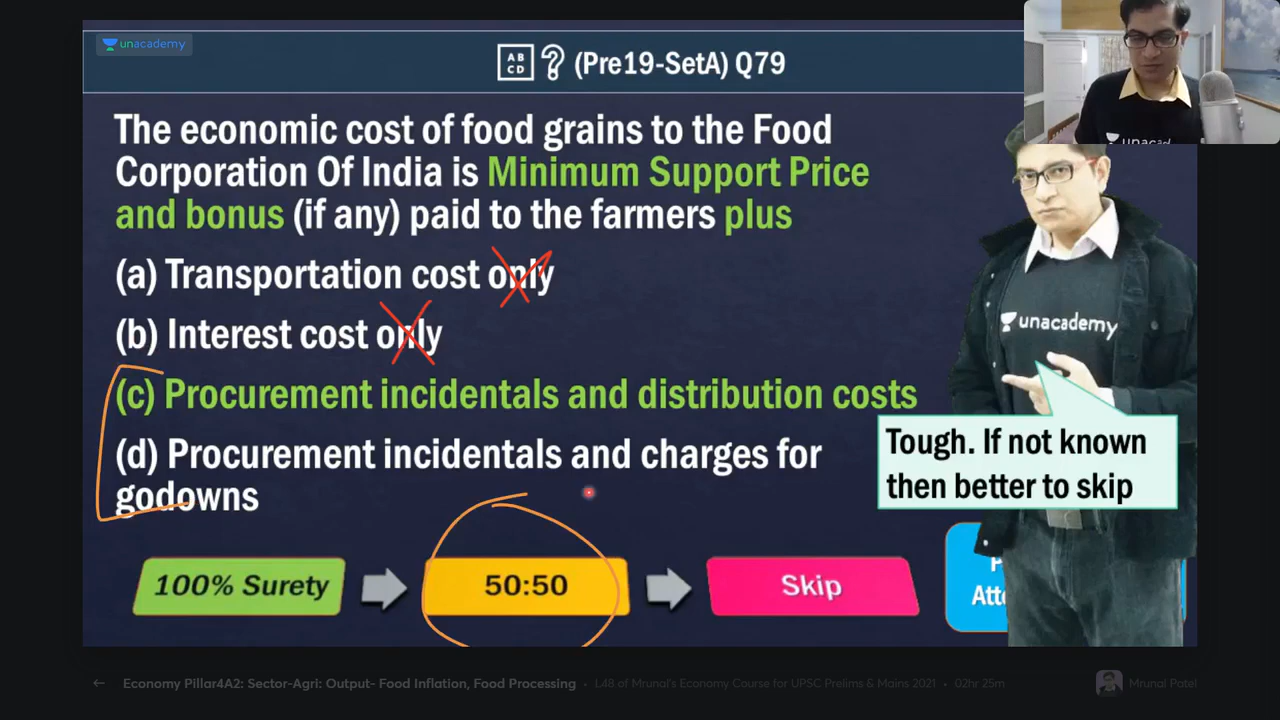 unacademy
AB
CD
? (Pre19-SetA) Q79
The economic cost of food grains to the Food
Corporation Of India is Minimum Support Price
and bonus (if any) paid to the farmers plus
(a) Transportation cost only
(b) Interest cost only
(c) Procurement incidentals and distribution costs
(d) Procurement incidentals and charges for
godowns
unacademy
Tough. If not known
then better to skip
100% Surety
50:50
Skip
P
Atte
← Economy Pillar4A2: Sector-Agri: Output- Food Inflation, Food Processing • L48 of Mrunal's Economy Course for UPSC Prelims & Mains 2021 • 02hr 25m
Mrunal Patel